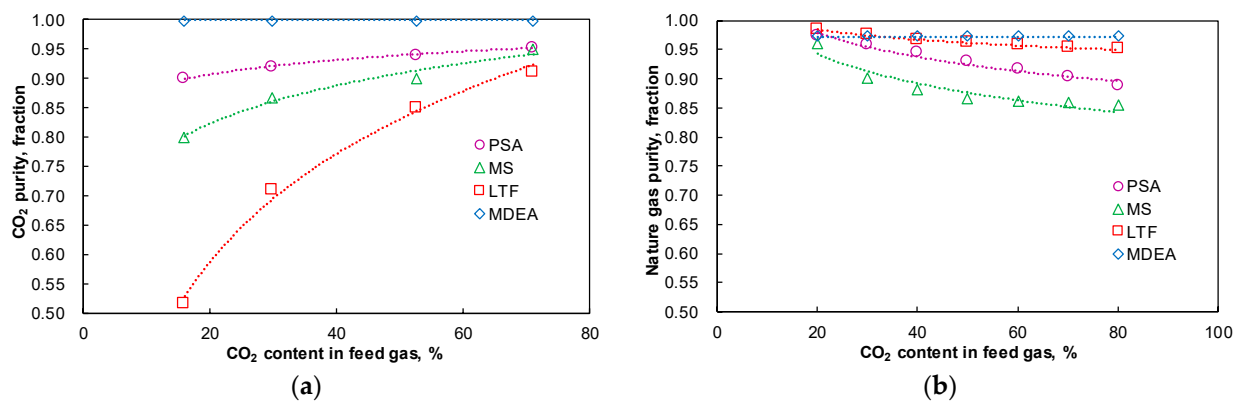 1.00
0.95
0.90
0.85
0.80
0.75
0.70
0.65
0.60
0.55
0.50
CO₂ purity, fraction
PSA
MS
LTF
MDEA
0
20
40
60
80
CO₂ content in feed gas, %
(a)
1.00
0.95
0.90
0.85
0.80
0.75
0.70
0.65
0.60
0.55
0.50
Nature gas purity, fraction
PSA
MS
LTF
MDEA
0
20
40
60
80
100
CO₂ content in feed gas, %
(b)